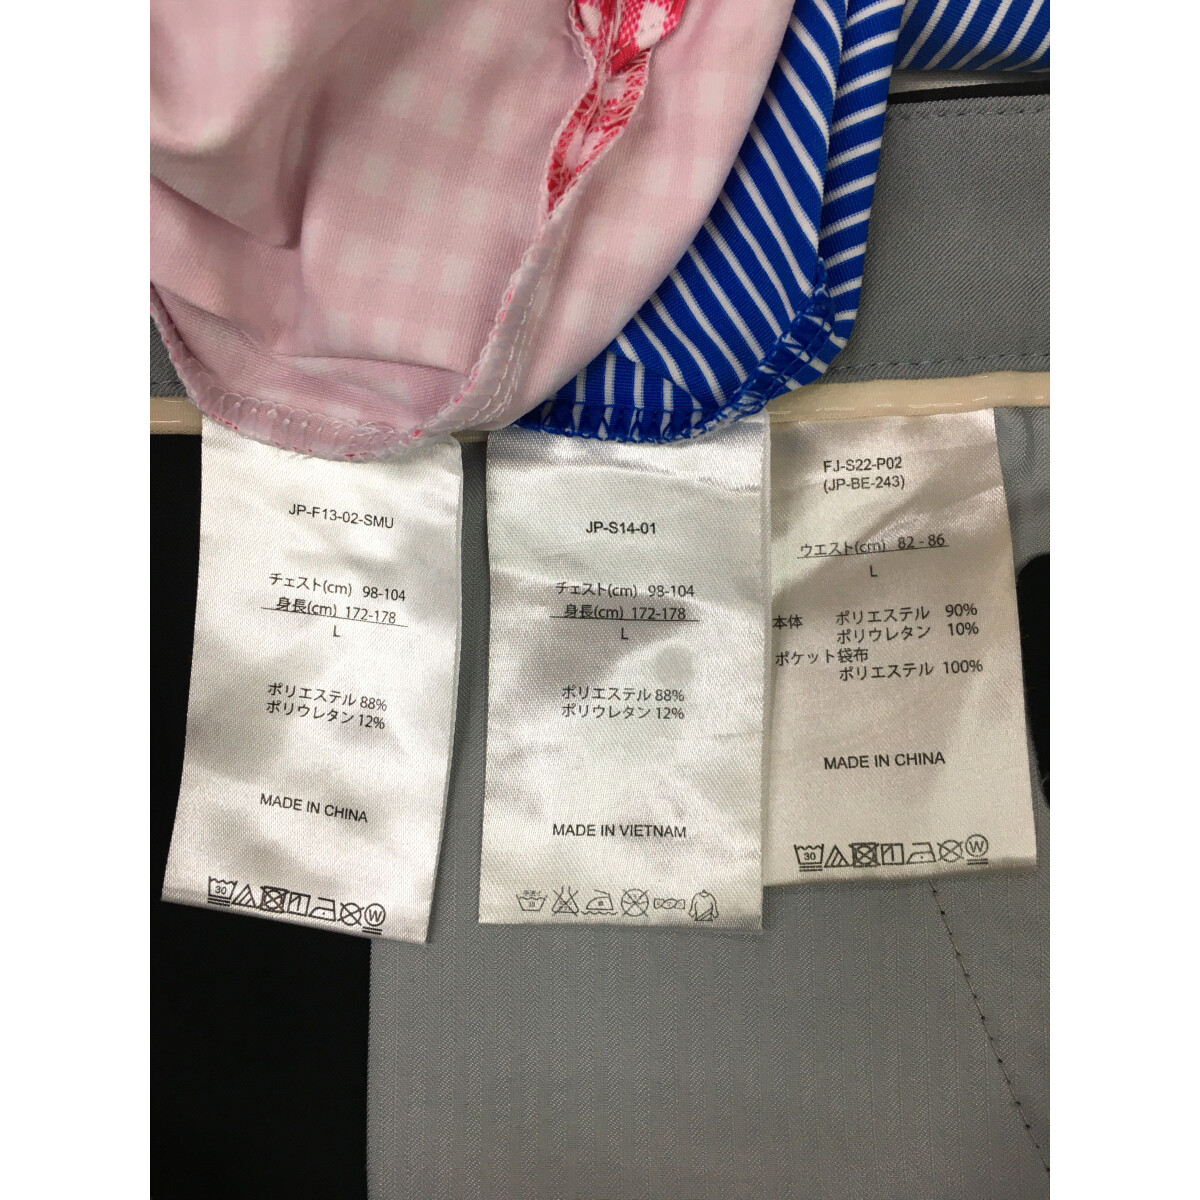 JP-F13-02-SMU
チェスト(cm) 98-104
身長(cm) 172-178
L
ポリエステル 88%
ポリウレタン 12%
MADE IN CHINA
30
W
JP-S14-01
チェスト(cm) 98-104
身長(cm) 172-178
L
ポリエステル 88%
ポリウレタン 12%
MADE IN VIETNAM
30
FJ-S22-P02
(JP-BE-243)
ウエスト(cm) 82 - 86
L
本体 ポリエステル 90%
ポリウレタン 10%
ポケット袋布
ポリエステル 100%
MADE IN CHINA
30
W